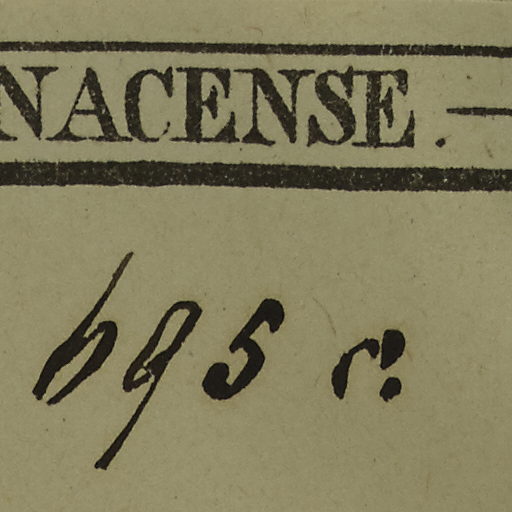 NACENSE. —
695 r.